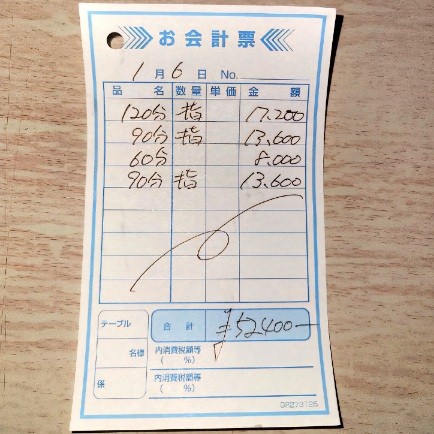 お会計票
1月6日 No.
品名 数量 単価 金額
120分 指 17.200
90分 指 13.600
60分 8.000
90分 指 13.600
テーブル
合計 ¥52400-
名様 内消費税額等
( %)
係 内消費税額等
( %)